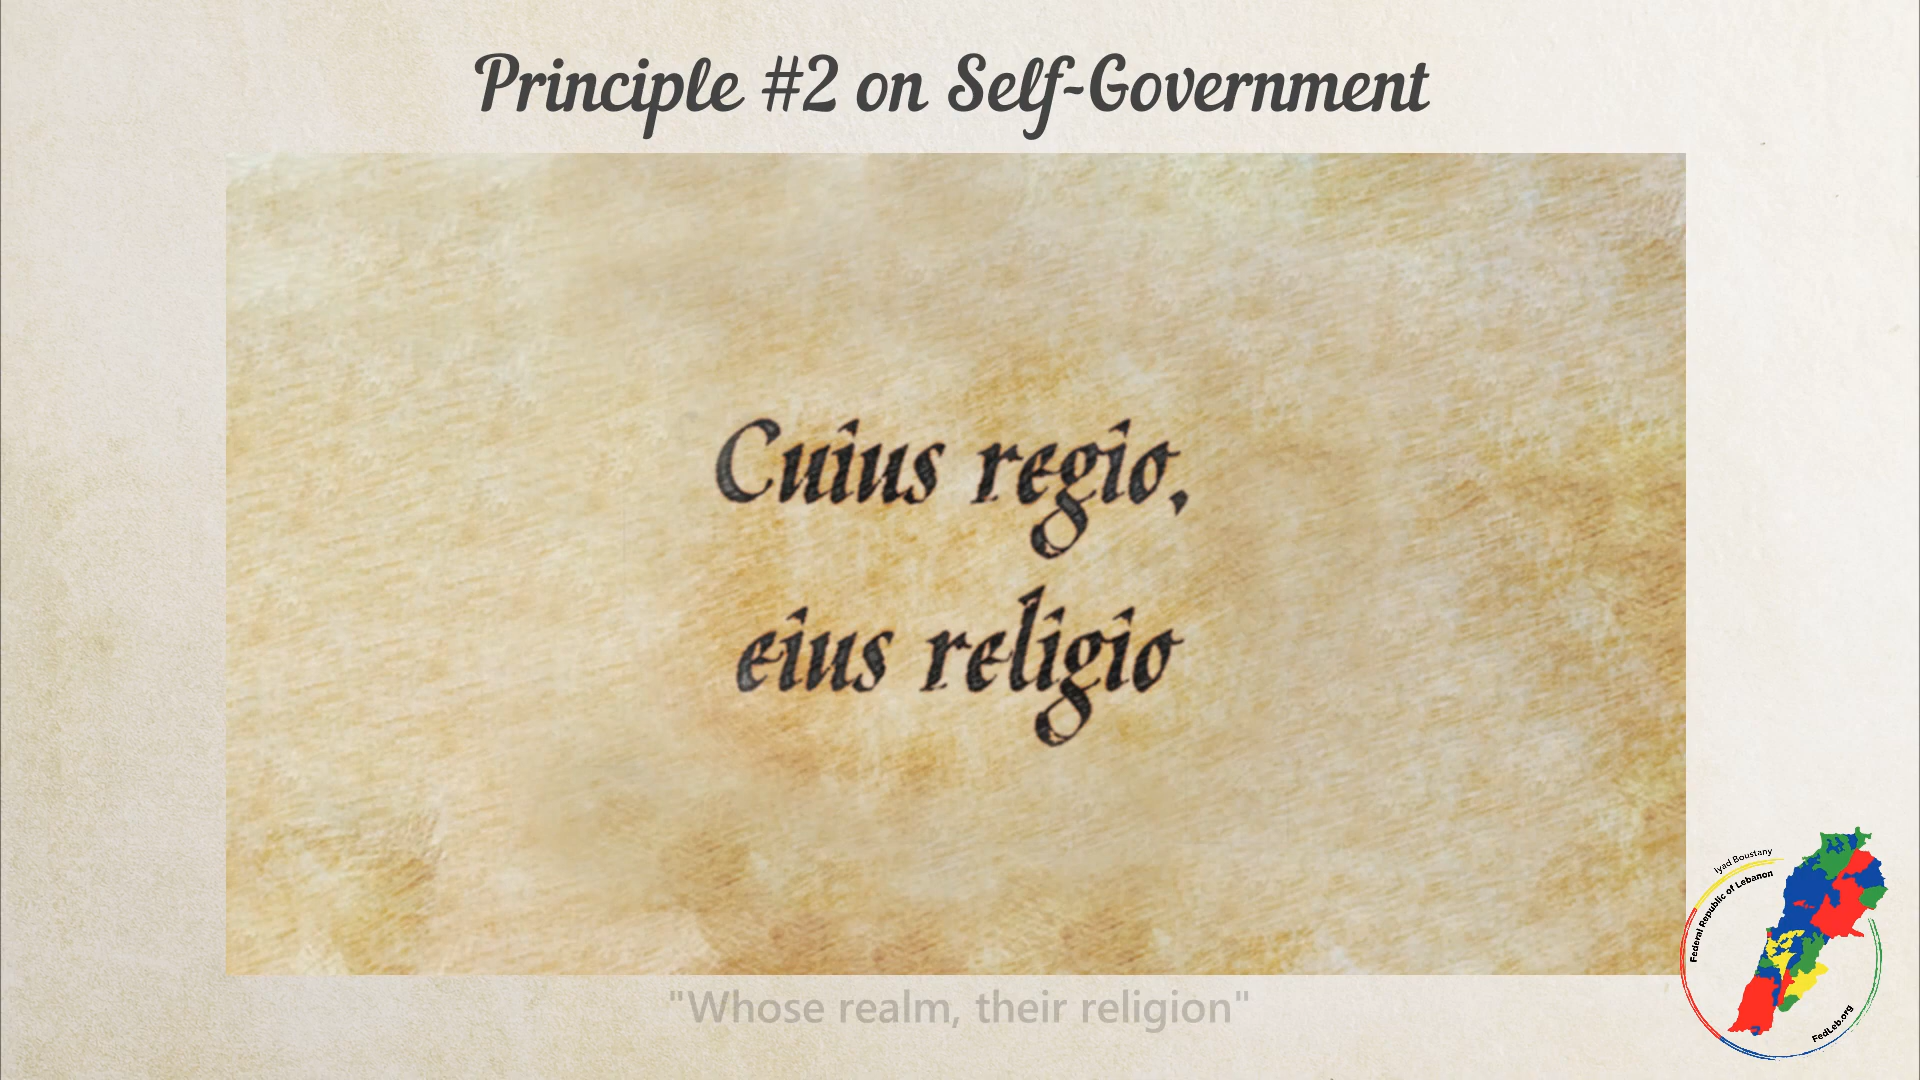 Principle #2 on Self-Government
Cuius regio,
eius religio
"Whose realm, their religion"
Iyad Boustany
Federal Republic of Lebanon
FedLeb.org